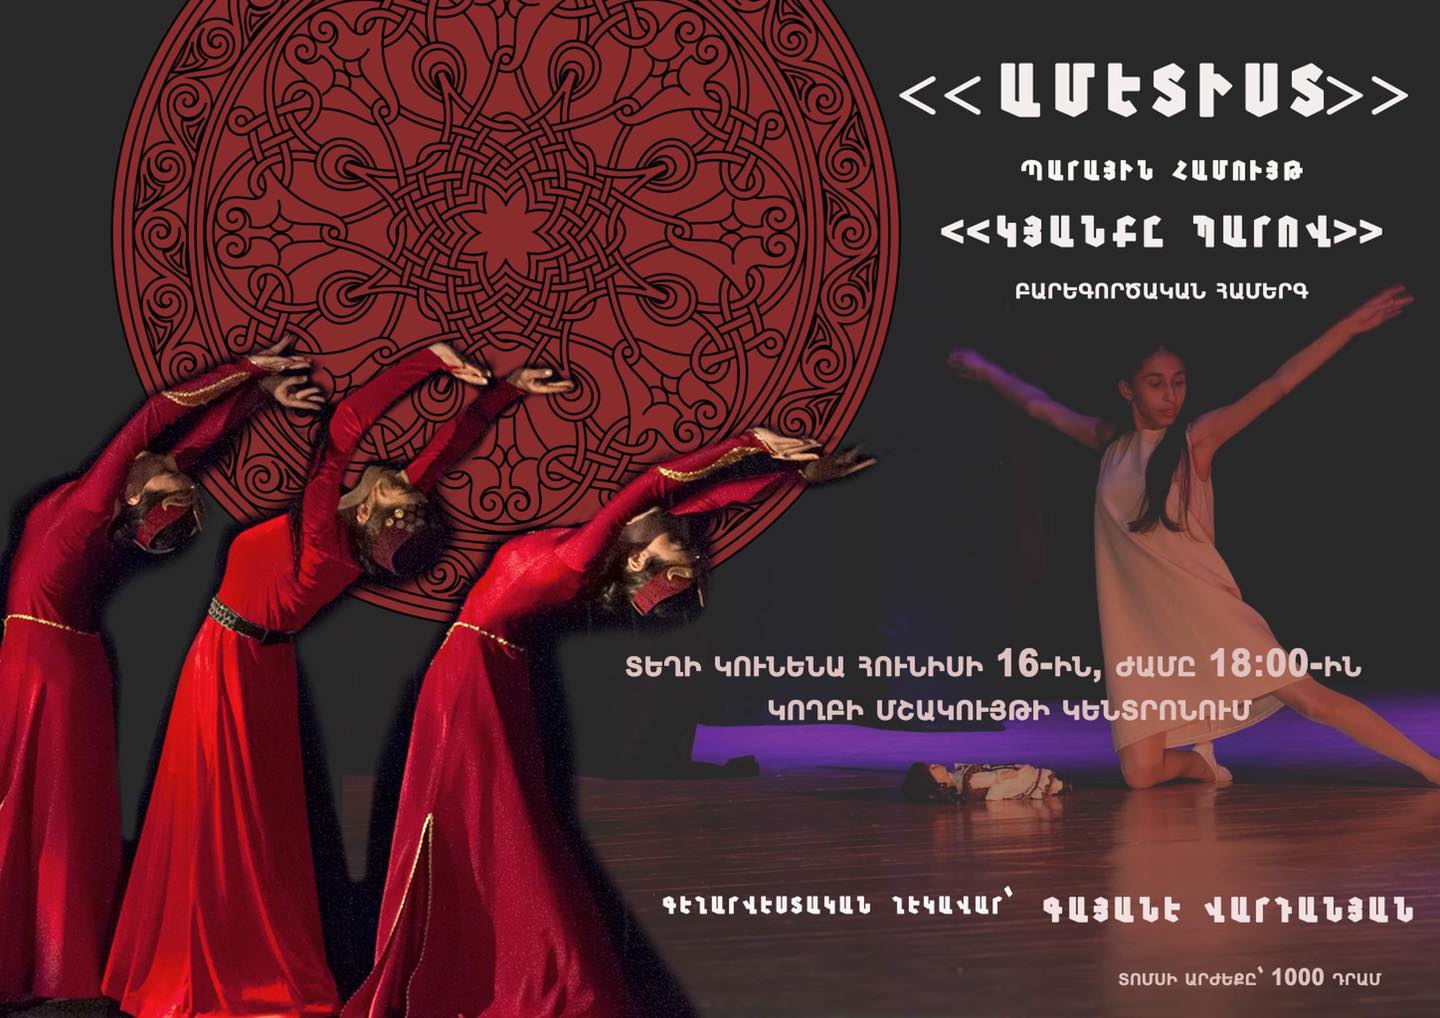 <<ԱՄԷՏԻՍՏ>>
ՊԱՐԱՅԻՆ ՀԱՄՈՒՅԹ
<<ԿՅԱՆՔԸ ՊԱՐՈՎ>>
ԲԱՐԵԳՈՐԾԱԿԱՆ ՀԱՄԵՐԳ
ՏԵՂԻ ԿՈՒՆԵՆԱ ՀՈՒՆԻՍԻ 16-ԻՆ, ԺԱՄԸ 18:00-ԻՆ
ԿՈՂԲԻ ՄՇԱԿՈՒՅԹԻ ԿԵՆՏՐՈՆՈՒՄ
ԳԵՂԱՐՎԵՍՏԱԿԱՆ ՂԵԿԱՎԱՐ՝ ԳԱՅԱՆԵ ՎԱՐԴԱՆՅԱՆ
ՏՈՄՍԻ ԱՐԺԵՔԸ՝ 1000 ԴՐԱՄ